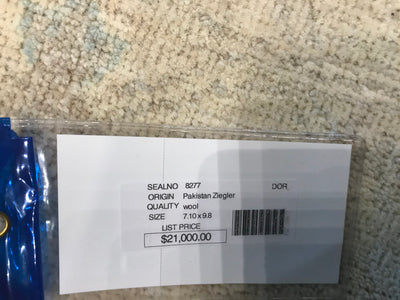 SEALNO 8277 DOR
ORIGIN Pakistan Ziegler
QUALITY wool
SIZE 7.10 x 9.8
LIST PRICE
$21,000.00